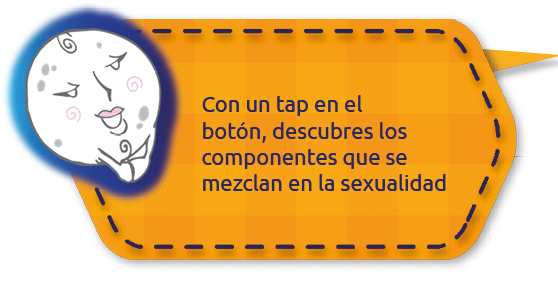 Con un tap en el
botón, descubres los
componentes que se
mezclan en la sexualidad